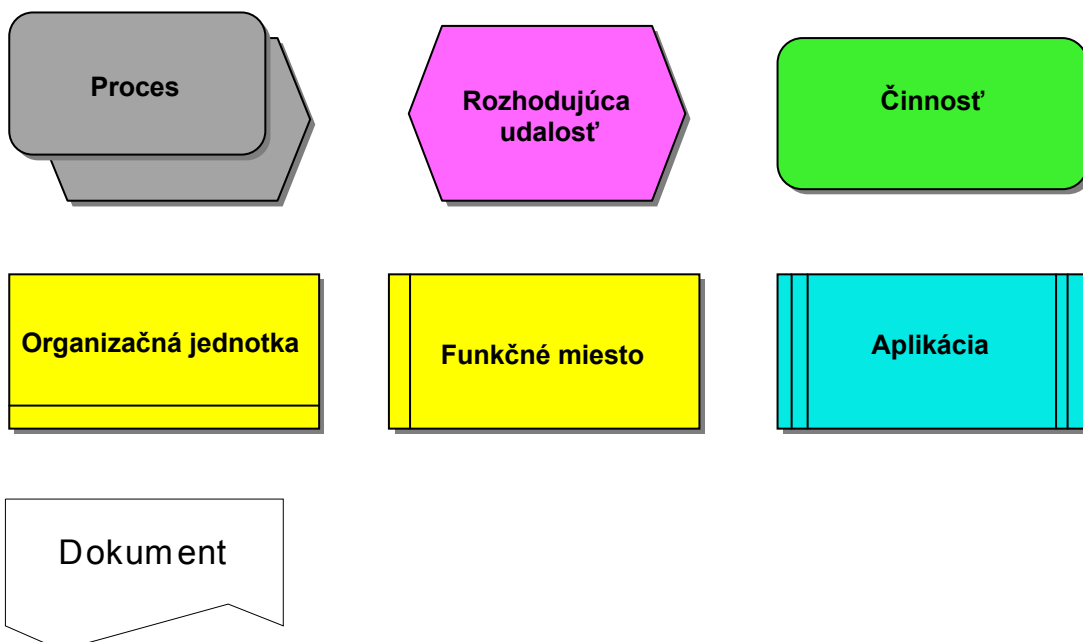 Proces
Rozhodujúca
udalosť
Činnosť
Organizačná jednotka
Funkčné miesto
Aplikácia
Dokument